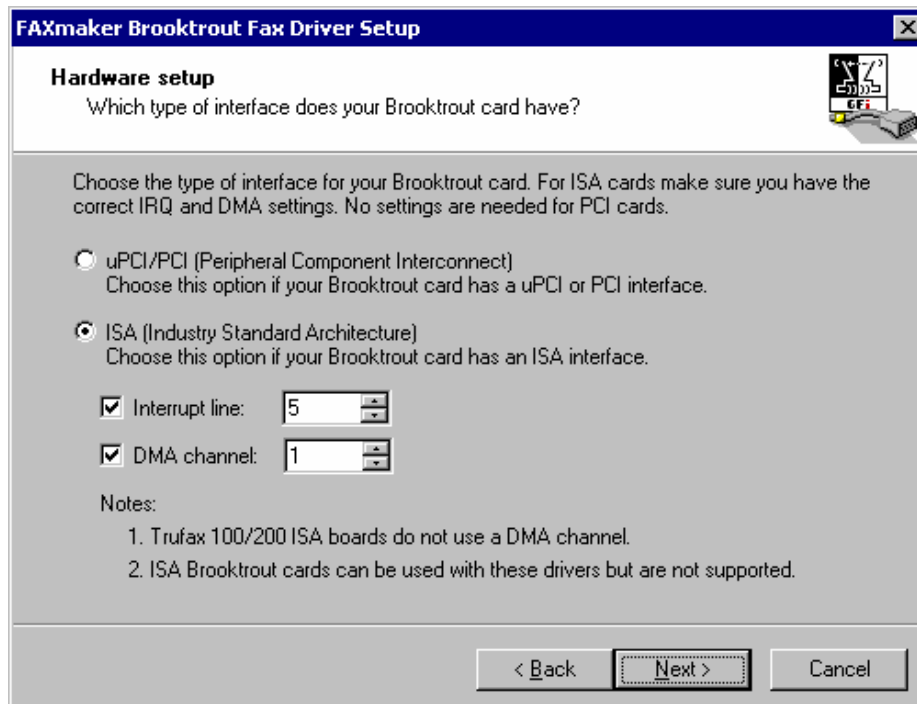 FAXmaker Brooktrout Fax Driver Setup
Hardware setup
Which type of interface does your Brooktrout card have?
GFi
Choose the type of interface for your Brooktrout card. For ISA cards make sure you have the
correct IRQ and DMA settings. No settings are needed for PCI cards.
uPCI/PCI (Peripheral Component Interconnect)
Choose this option if your Brooktrout card has a uPCI or PCI interface.
ISA (Industry Standard Architecture)
Choose this option if your Brooktrout card has an ISA interface.
Interrupt line: 5
DMA channel: 1
Notes:
1. Trufax 100/200 ISA boards do not use a DMA channel.
2. ISA Brooktrout cards can be used with these drivers but are not supported.
< Back Next > Cancel